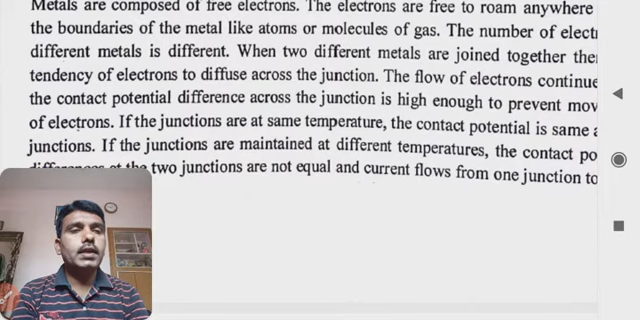 Metals are composed of free electrons. The electrons are free to roam anywhere
the boundaries of the metal like atoms or molecules of gas. The number of
different metals is different. When two different metals are joined together
tendency of electrons to diffuse across the junction. The flow of electrons
the contact potential difference across the junction is high enough to prevent
of electrons. If the junctions are at same temperature, the contact potential is same
junctions. If the junctions are maintained at different temperatures, the contact
the two junctions are not equal and current flows from one junction to